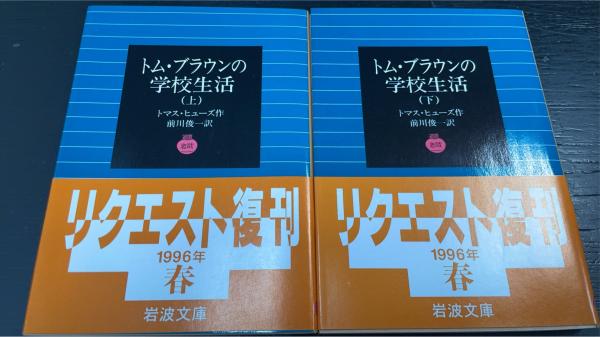 トム・ブラウンの
学校生活
(上)
トマス・ヒューズ作
前川俊一訳
リクエスト復刊
1996年
春
岩波文庫
トム・ブラウンの
学校生活
(下)
トマス・ヒューズ作
前川俊一訳
リクエスト復刊
1996年
春
岩波文庫